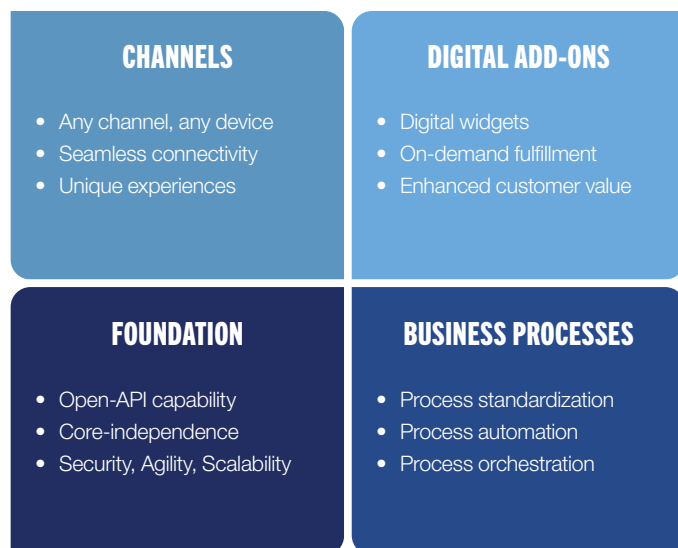 CHANNELS
• Any channel, any device
• Seamless connectivity
• Unique experiences
DIGITAL ADD-ONS
• Digital widgets
• On-demand fulfillment
• Enhanced customer value
FOUNDATION
• Open-API capability
• Core-independence
• Security, Agility, Scalability
BUSINESS PROCESSES
• Process standardization
• Process automation
• Process orchestration